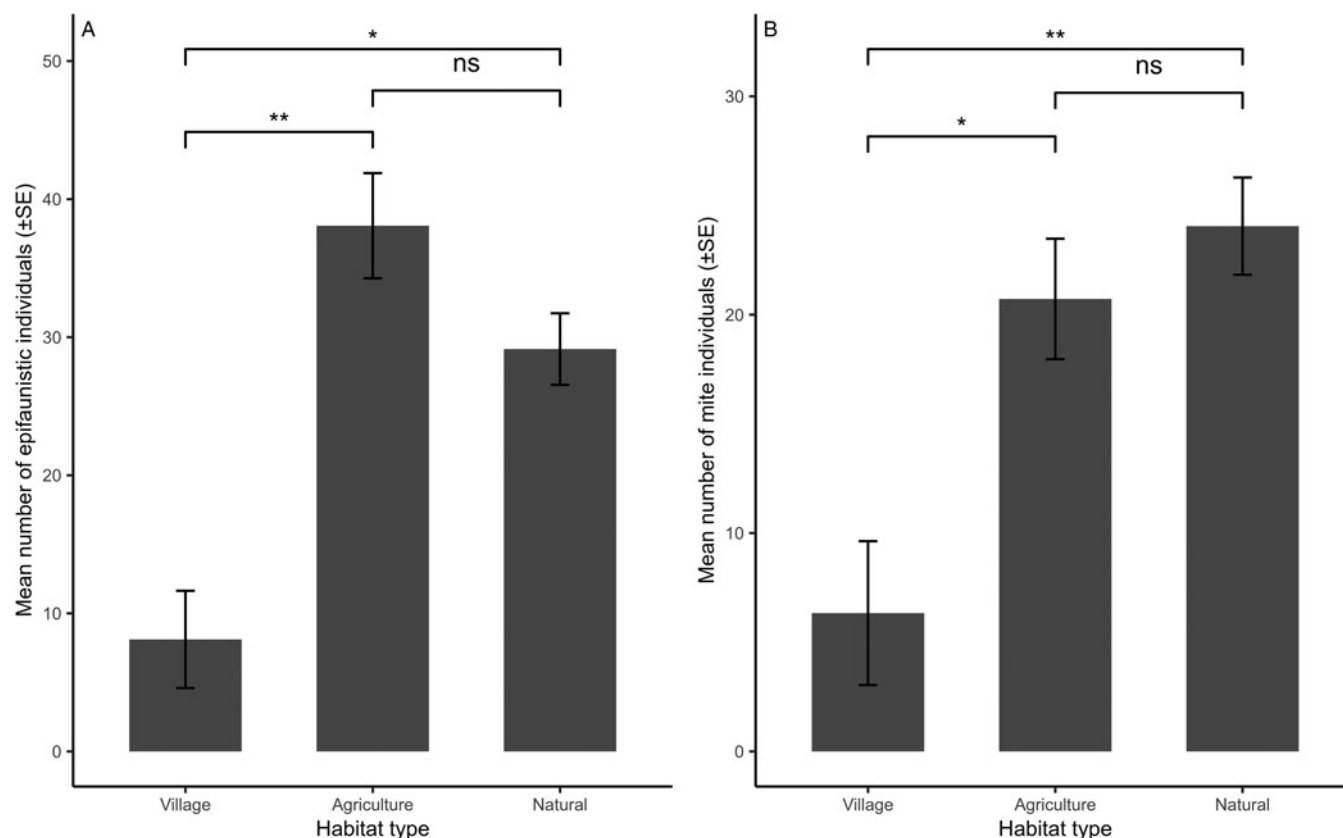 A
*
ns
**
50
40
30
20
10
0
Mean number of epifaunistic individuals (±SE)
Village
Agriculture
Natural
Habitat type
B
**
ns
*
30
20
10
0
Mean number of mite individuals (±SE)
Village
Agriculture
Natural
Habitat type